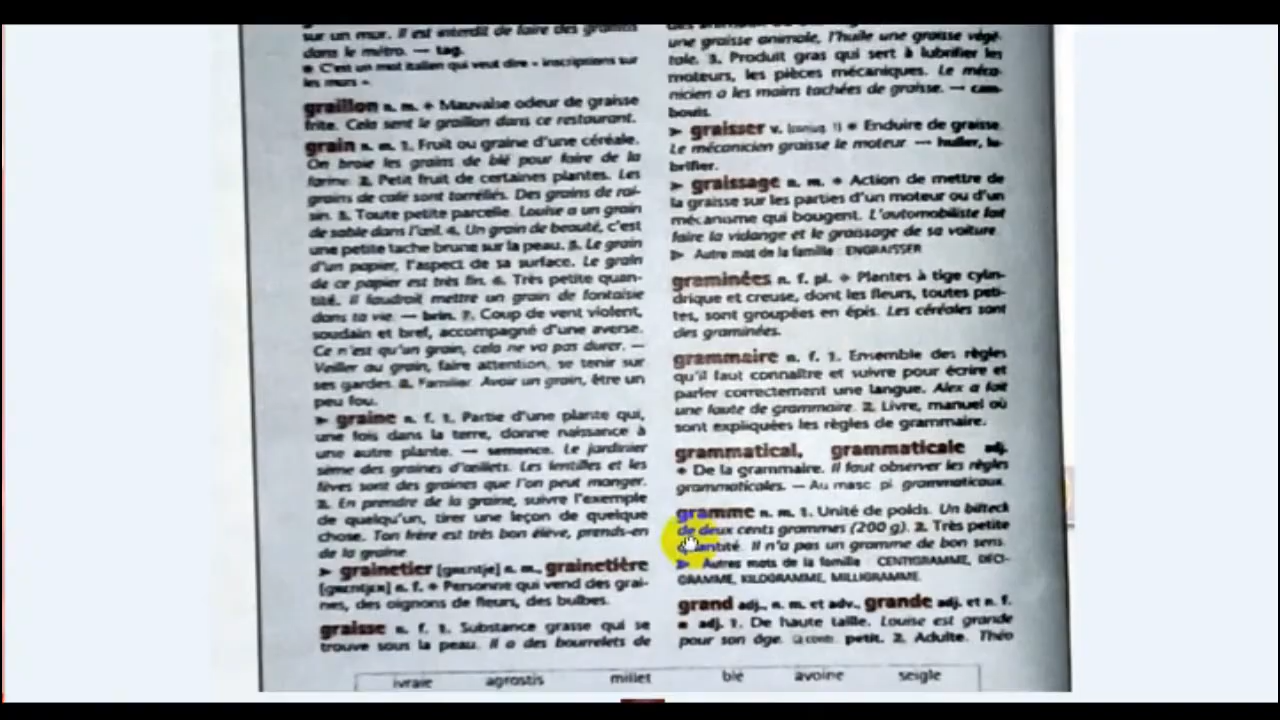 sur un mur. Il est interdit de faire des graffitis
dans le métro. — tag.
● C'est un mot italien qui veut dire « inscriptions sur
les murs ».
graillon n. m. ♦ Mauvaise odeur de graisse
frite. Cela sent le graillon dans ce restaurant.
grain n. m. 1. Fruit ou graine d'une céréale.
On broie les grains de blé pour faire de la
farine. 2. Petit fruit de certaines plantes. Les
grains de café sont torréfiés. Des grains de rai-
sin. 3. Toute petite parcelle. Louise a un grain
de sable dans l'œil. 4. Un grain de beauté, c'est
une petite tache brune sur la peau. 5. Le grain
d'un papier, l'aspect de sa surface. Le grain
de ce papier est très fin. 6. Très petite quan-
tité. Il faudrait mettre un grain de fantaisie
dans ta vie. — brin. 7. Coup de vent violent,
soudain et bref, accompagné d'une averse.
Ce n'est qu'un grain, cela ne va pas durer. —
Veiller au grain, faire attention, se tenir sur
ses gardes. 8. Familier. Avoir un grain, être un
peu fou.
➤ graine n. f. 1. Partie d'une plante qui,
une fois dans la terre, donne naissance à
une autre plante. — semence. Le jardinier
sème des graines d'œillets. Les lentilles et les
fèves sont des graines que l'on peut manger.
2. En prendre de la graine, suivre l'exemple
de quelqu'un, tirer une leçon de quelque
chose. Ton frère est très bon élève, prends-en
de la graine.
➤ grainetier [gʀɛntje] n. m., grainetière
[gʀɛntjɛʀ] n. f. ♦ Personne qui vend des grai-
nes, des oignons de fleurs, des bulbes.
graisse n. f. 1. Substance grasse qui se
trouve sous la peau. Il a des bourrelets de
une graisse animale, l'huile une graisse végé-
tale. 3. Produit gras qui sert à lubrifier les
moteurs, les pièces mécaniques. Le méca-
nicien a les mains tachées de graisse. — cam-
bouis.
➤ graisser v. (conjug. 1) ♦ Enduire de graisse.
Le mécanicien graisse le moteur. — huiler, lu-
brifier.
➤ graissage n. m. ♦ Action de mettre de
la graisse sur les parties d'un moteur ou d'un
mécanisme qui bougent. L'automobiliste fait
faire la vidange et le graissage de sa voiture.
▷ Autre mot de la famille : ENGRAISSER
graminées n. f. pl. ♦ Plantes à tige cylin-
drique et creuse, dont les fleurs, toutes peti-
tes, sont groupées en épis. Les céréales sont
des graminées.
grammaire n. f. 1. Ensemble des règles
qu'il faut connaître et suivre pour écrire et
parler correctement une langue. Alex a fait
une faute de grammaire. 2. Livre, manuel où
sont expliquées les règles de grammaire.
grammatical, grammaticale adj.
♦ De la grammaire. Il faut observer les règles
grammaticales. — Au masc. pl. grammaticaux.
gramme n. m. 1. Unité de poids. Un bifteck
de deux cents grammes (200 g). 2. Très petite
quantité. Il n'a pas un gramme de bon sens.
▷ Autres mots de la famille : CENTIGRAMME, DÉCI-
GRAMME, KILOGRAMME, MILLIGRAMME.
grand adj., n. m. et adv., grande adj. et n. f.
■ adj. 1. De haute taille. Louise est grande
pour son âge. contr. petit. 2. Adulte. Théo
ivraie agrostis millet blé avoine seigle